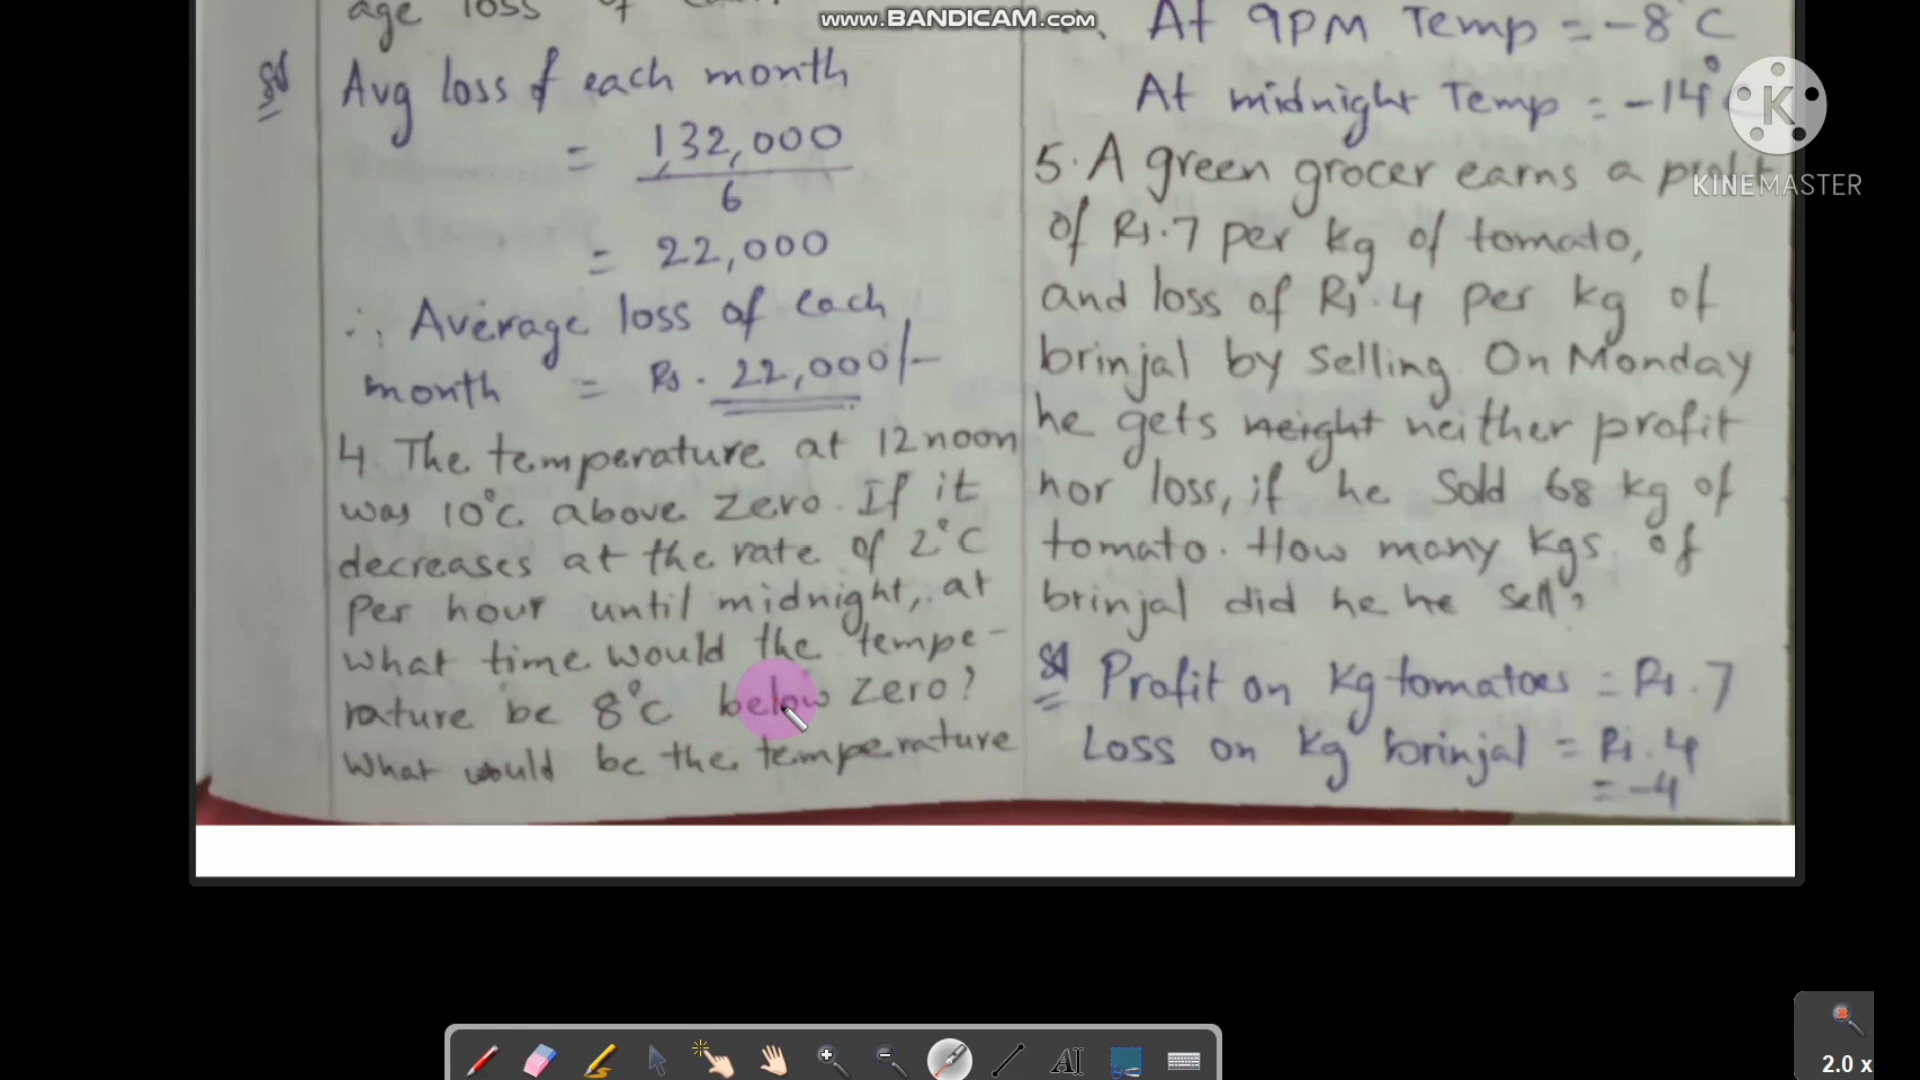 www.BANDICAM.com
age loss of
Sol Avg loss of each month
= 1,32,000
6
= 22,000
∴ Average loss of each
month = Rs. 22,000/-
4 The temperature at 12 noon
was 10°C above zero. If it
decreases at the rate of 2°C
Per hour until midnight, at
what time would the tempe-
rature be 8°C below zero?
What would be the temperature
At 9PM Temp = -8°C
At midnight Temp = -14°
5. A green grocer earns a profit
of Rs.7 per kg of tomato,
and loss of Rs.4 per kg of
brinjal by selling. On Monday
he gets neight neither profit
nor loss, if he sold 68 kg of
tomato. How many kgs of
brinjal did he he sell?
Sol Profit on kg tomatoes = Rs.7
Loss on kg brinjal = Rs.4
= -4
K
KINEMASTER
AI
2.0 x